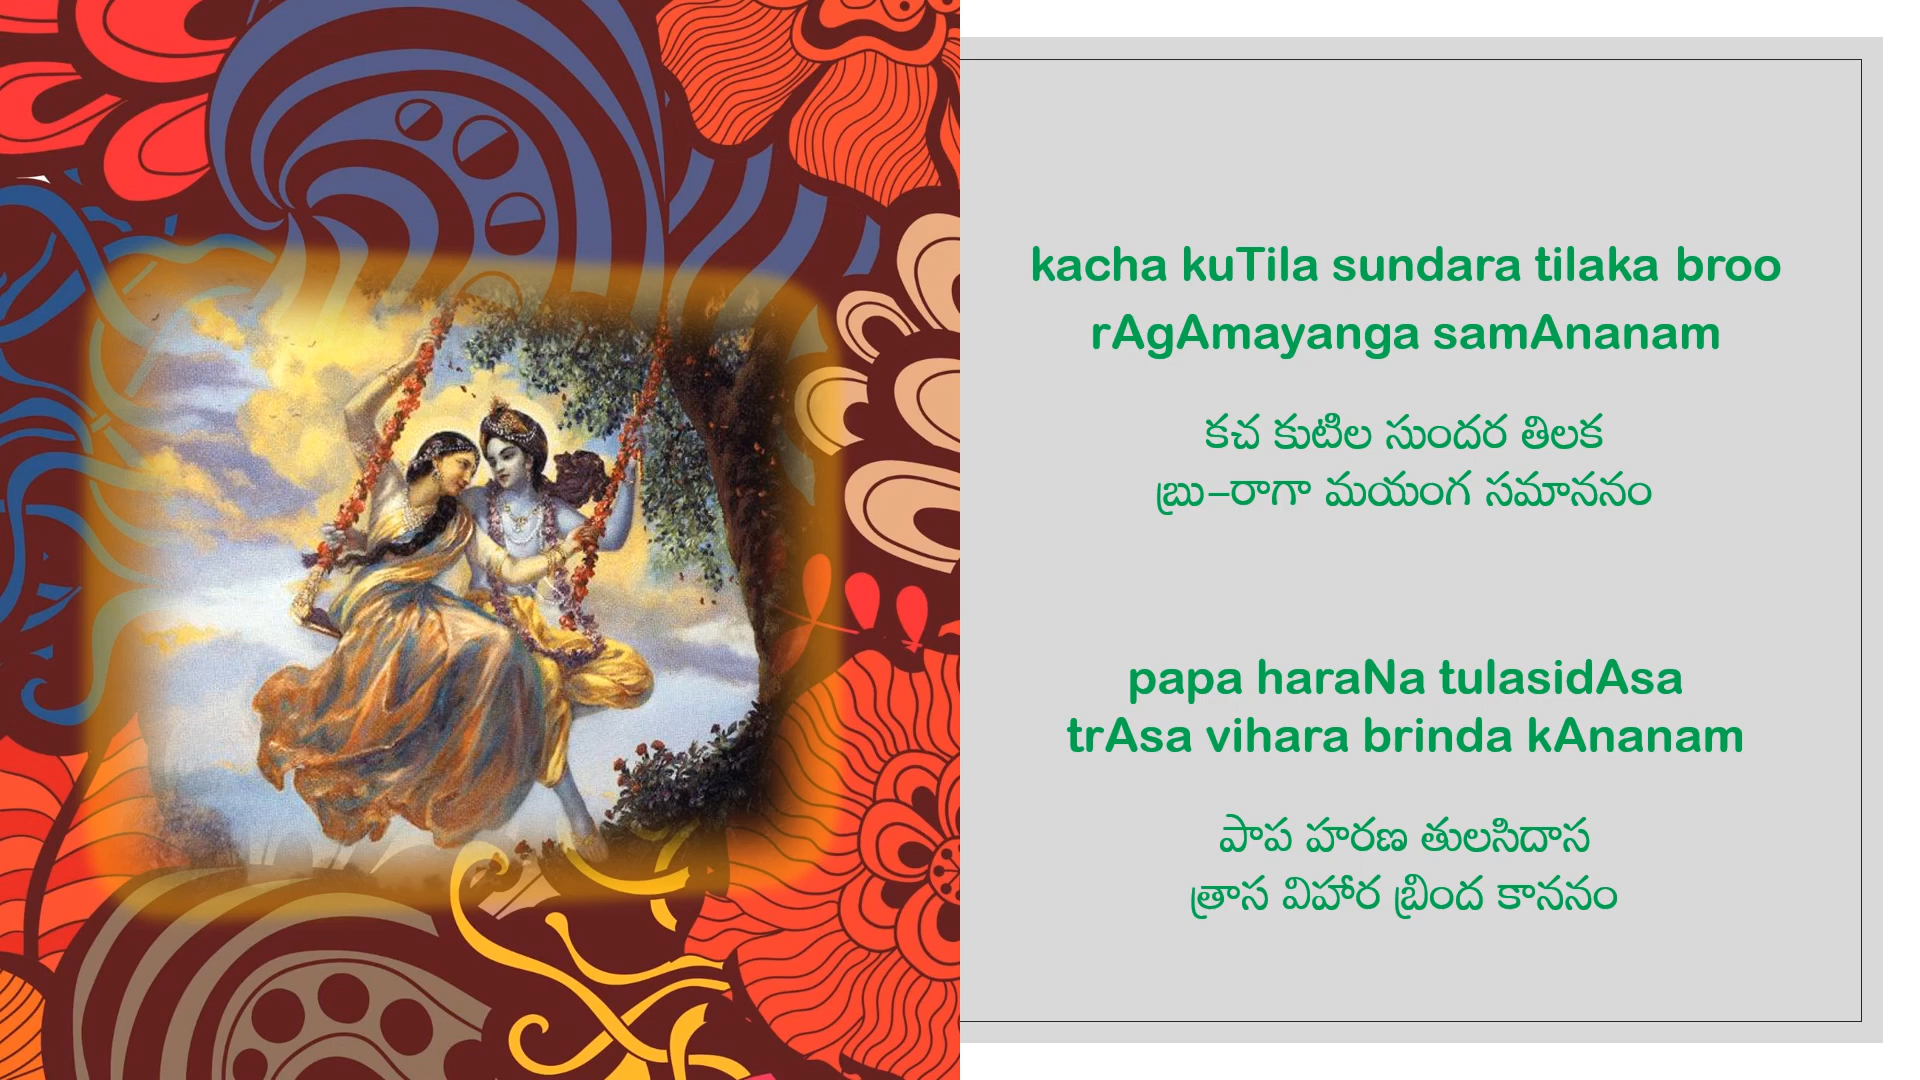 kacha kuTila sundara tilaka broo
rAgAmayanga samAnanam
కచ కుటిల సుందర తిలక
బ్రు-రాగా మయంగ సమాననం
papa haraNa tulasidAsa
trAsa vihara brinda kAnanam
పాప హరణ తులసిదాస
త్రాస విహార బ్రింద కాననం